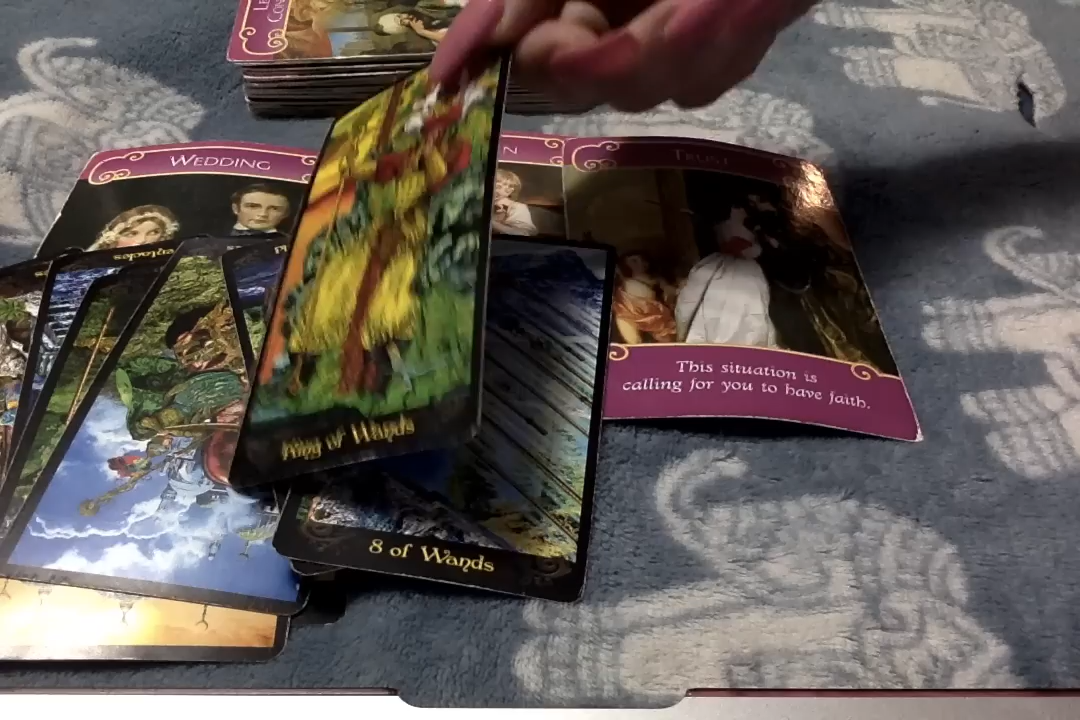 WEDDING
N
TRUST
This situation is
calling for you to have faith.
King of Wands
8 of Wands